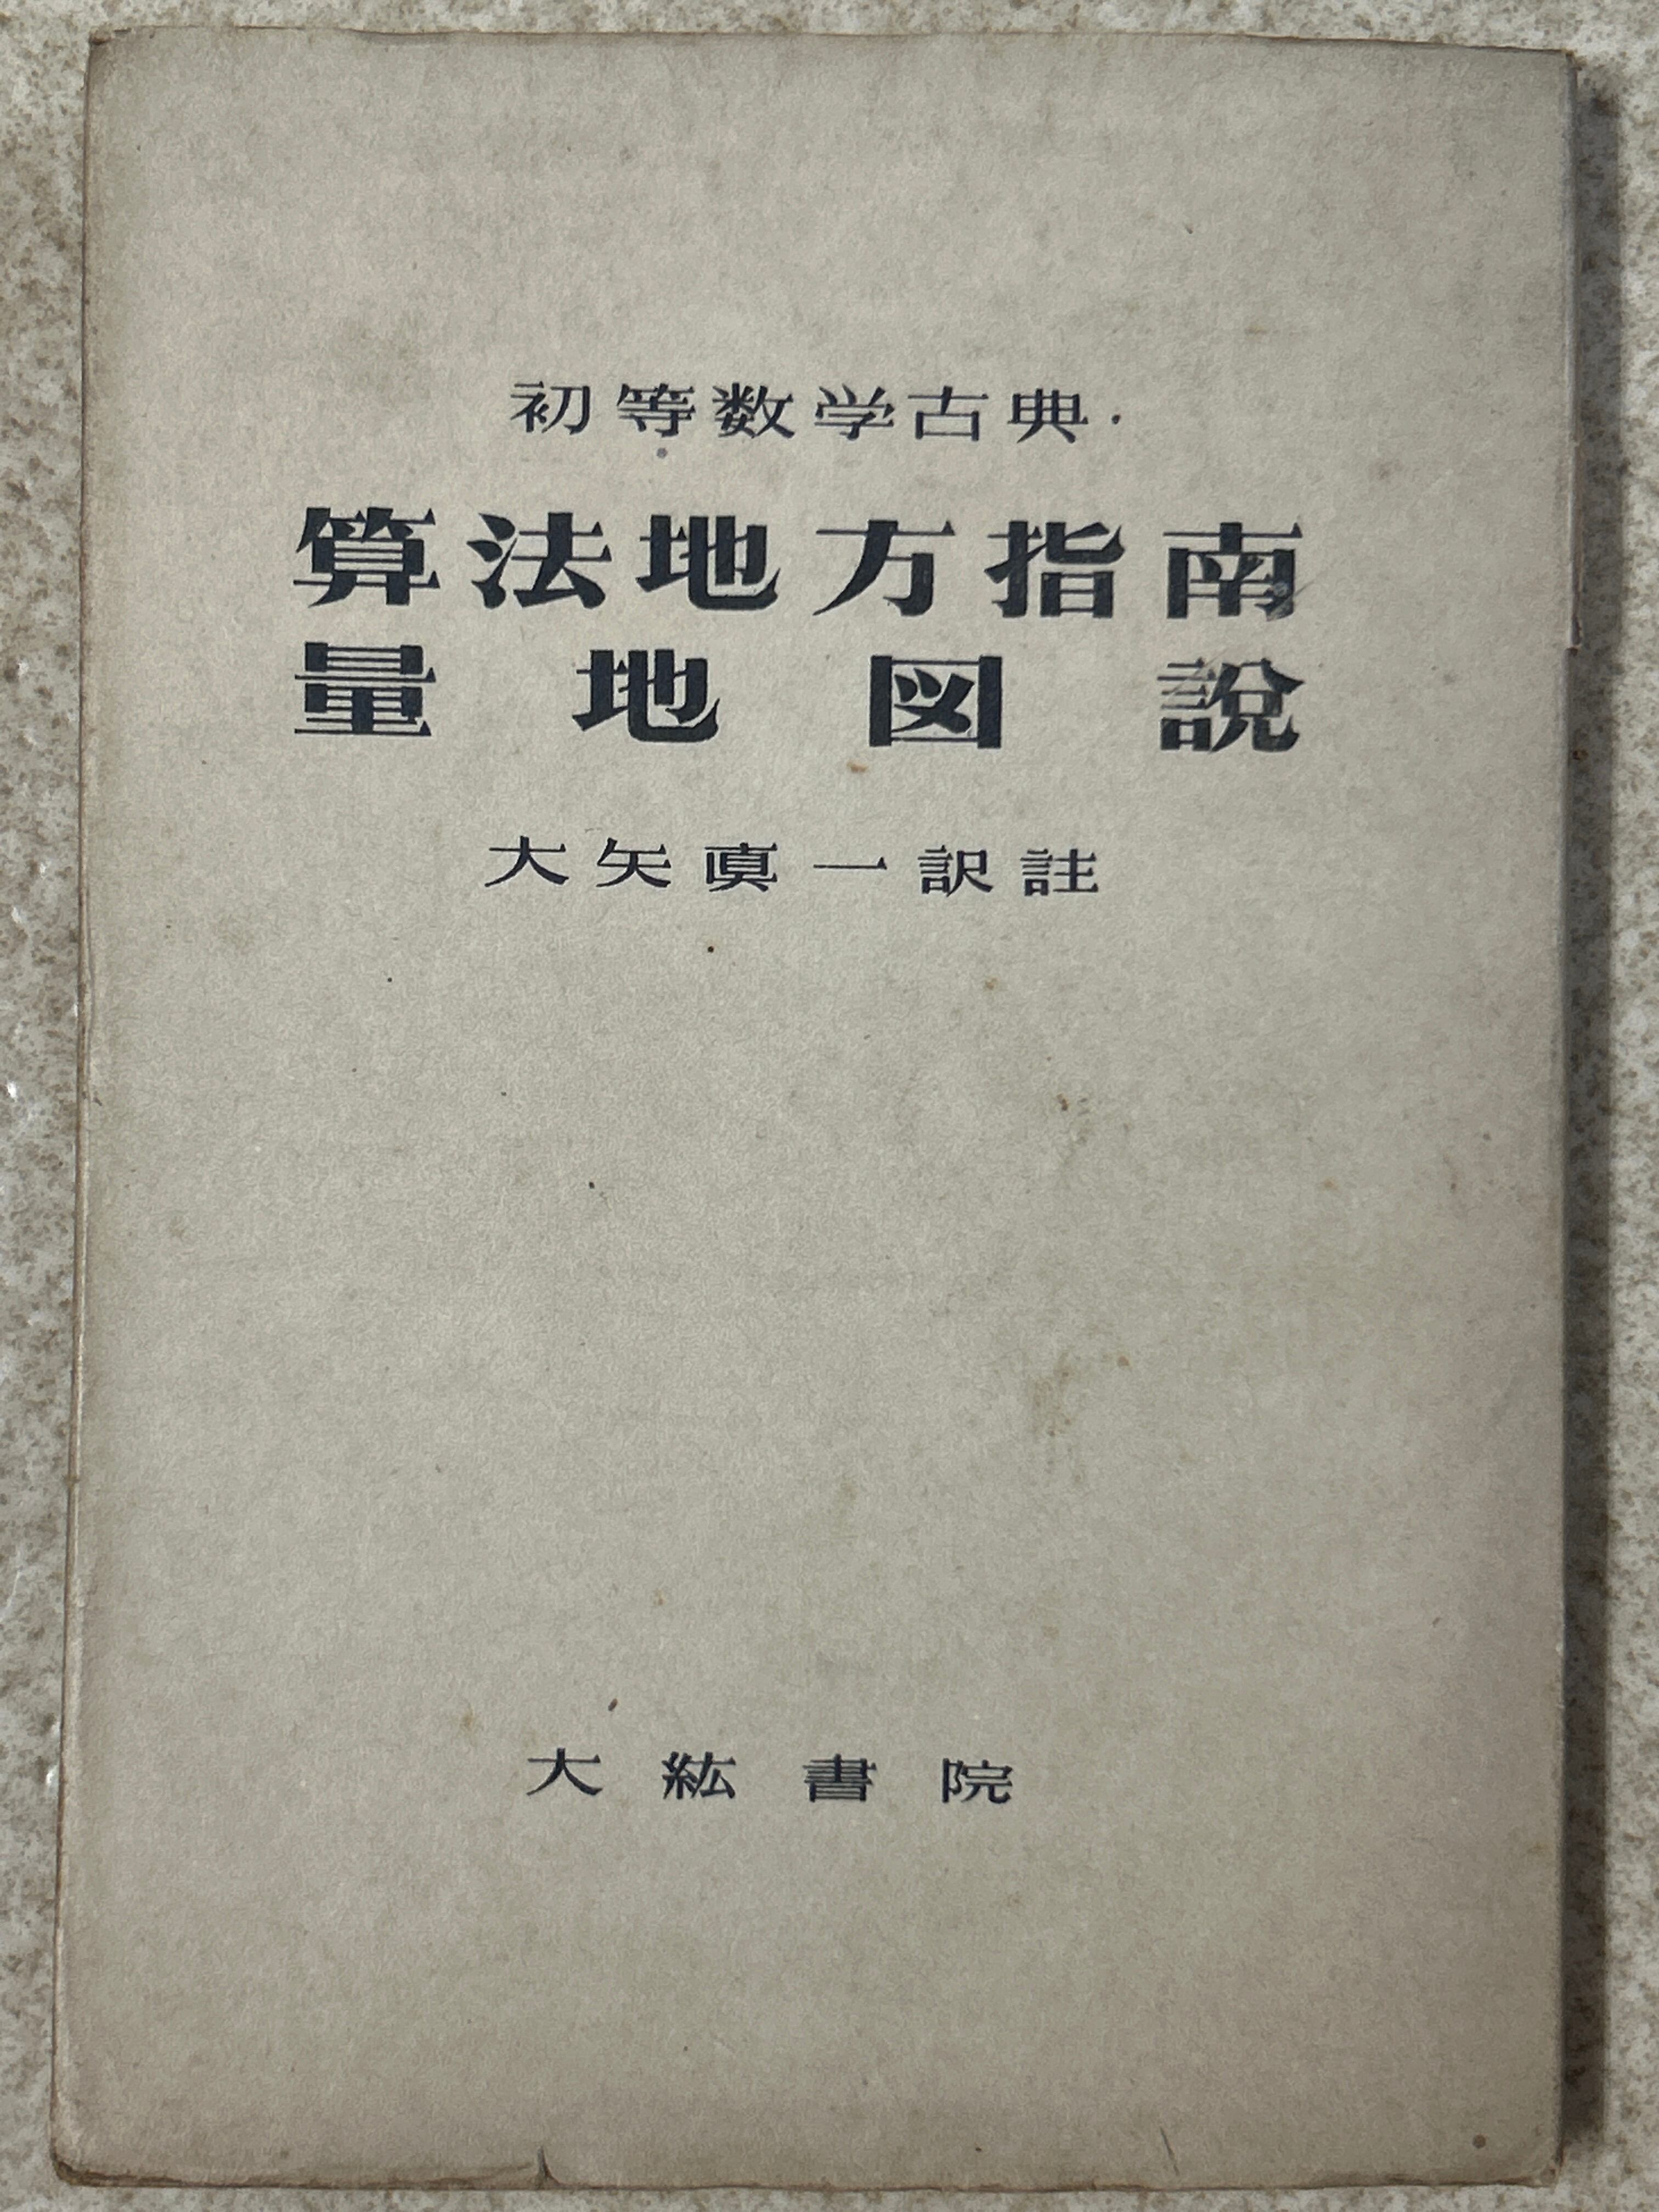 初等数学古典
算法地方指南
量地図説
大矢眞一訳註
大紘書院